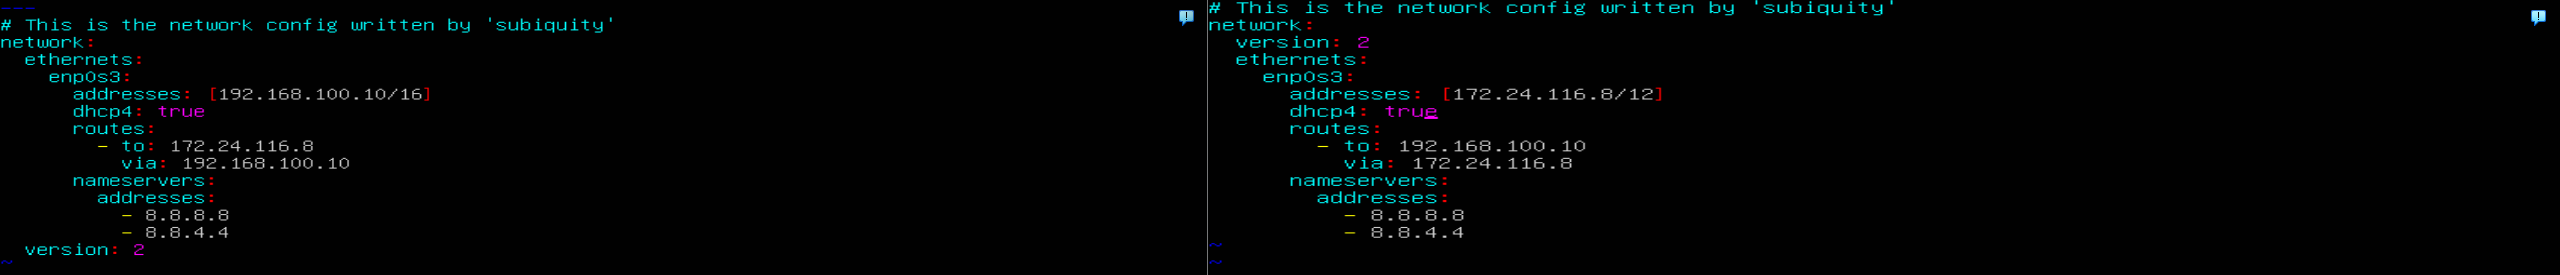 ---
# This is the network config written by 'subiquity'
network:
  ethernets:
    enp0s3:
      addresses: [192.168.100.10/16]
      dhcp4: true
      routes:
        - to: 172.24.116.8
          via: 192.168.100.10
      nameservers:
        addresses:
          - 8.8.8.8
          - 8.8.4.4
  version: 2
~
# This is the network config written by 'subiquity'
network:
  version: 2
  ethernets:
    enp0s3:
      addresses: [172.24.116.8/12]
      dhcp4: true
      routes:
        - to: 192.168.100.10
          via: 172.24.116.8
      nameservers:
        addresses:
          - 8.8.8.8
          - 8.8.4.4
~
~